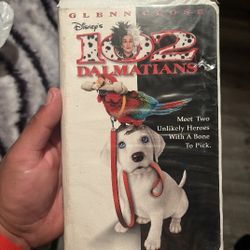 GLENN CLOSE
Disney's
102
DALMATIANS
Meet Two
Unlikely Heroes
With A Bone
To Pick.